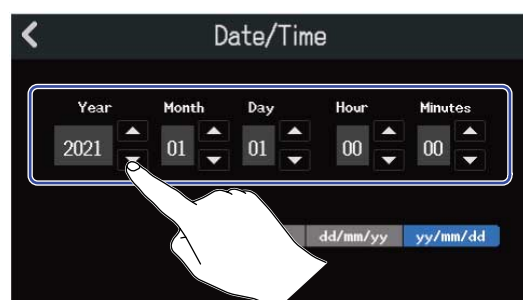 Date/Time
Year Month Day Hour Minutes
2021 01 01 00 00
dd/mm/yy yy/mm/dd